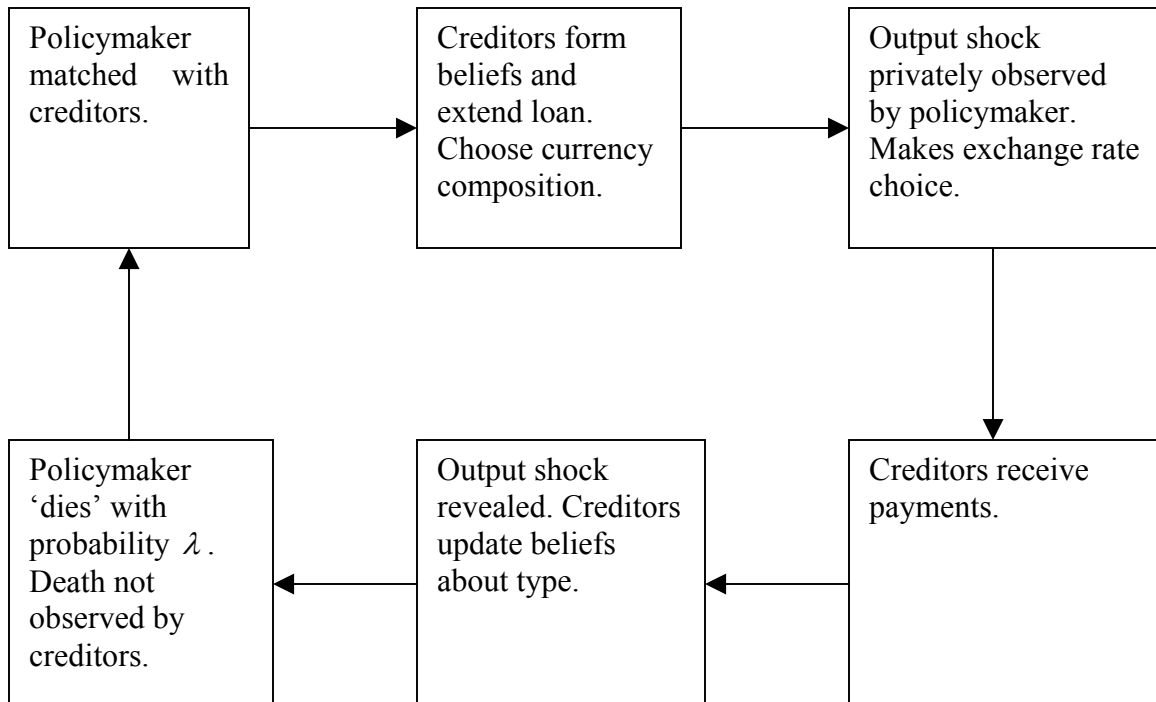 Policymaker
matched with
creditors.
Creditors form
beliefs and
extend loan.
Choose currency
composition.
Output shock
privately observed
by policymaker.
Makes exchange rate
choice.
Creditors receive
payments.
Output shock
revealed. Creditors
update beliefs
about type.
Policymaker
‘dies’ with
probability λ .
Death not
observed by
creditors.